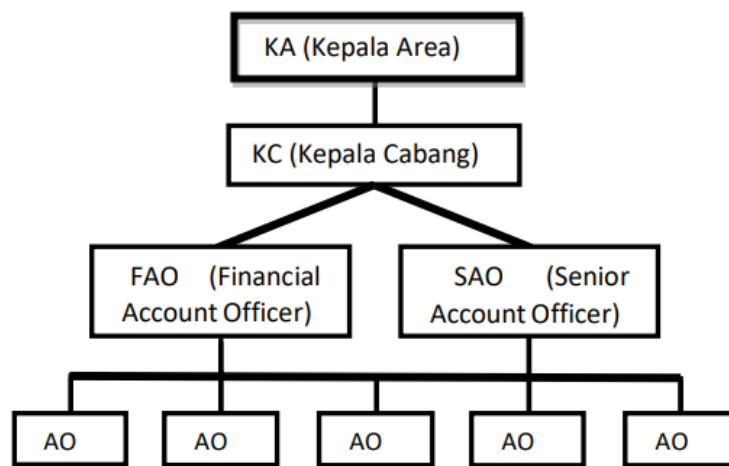 KA (Kepala Area)
KC (Kepala Cabang)
FAO (Financial
Account Officer)
SAO (Senior
Account Officer)
AO
AO
AO
AO
AO